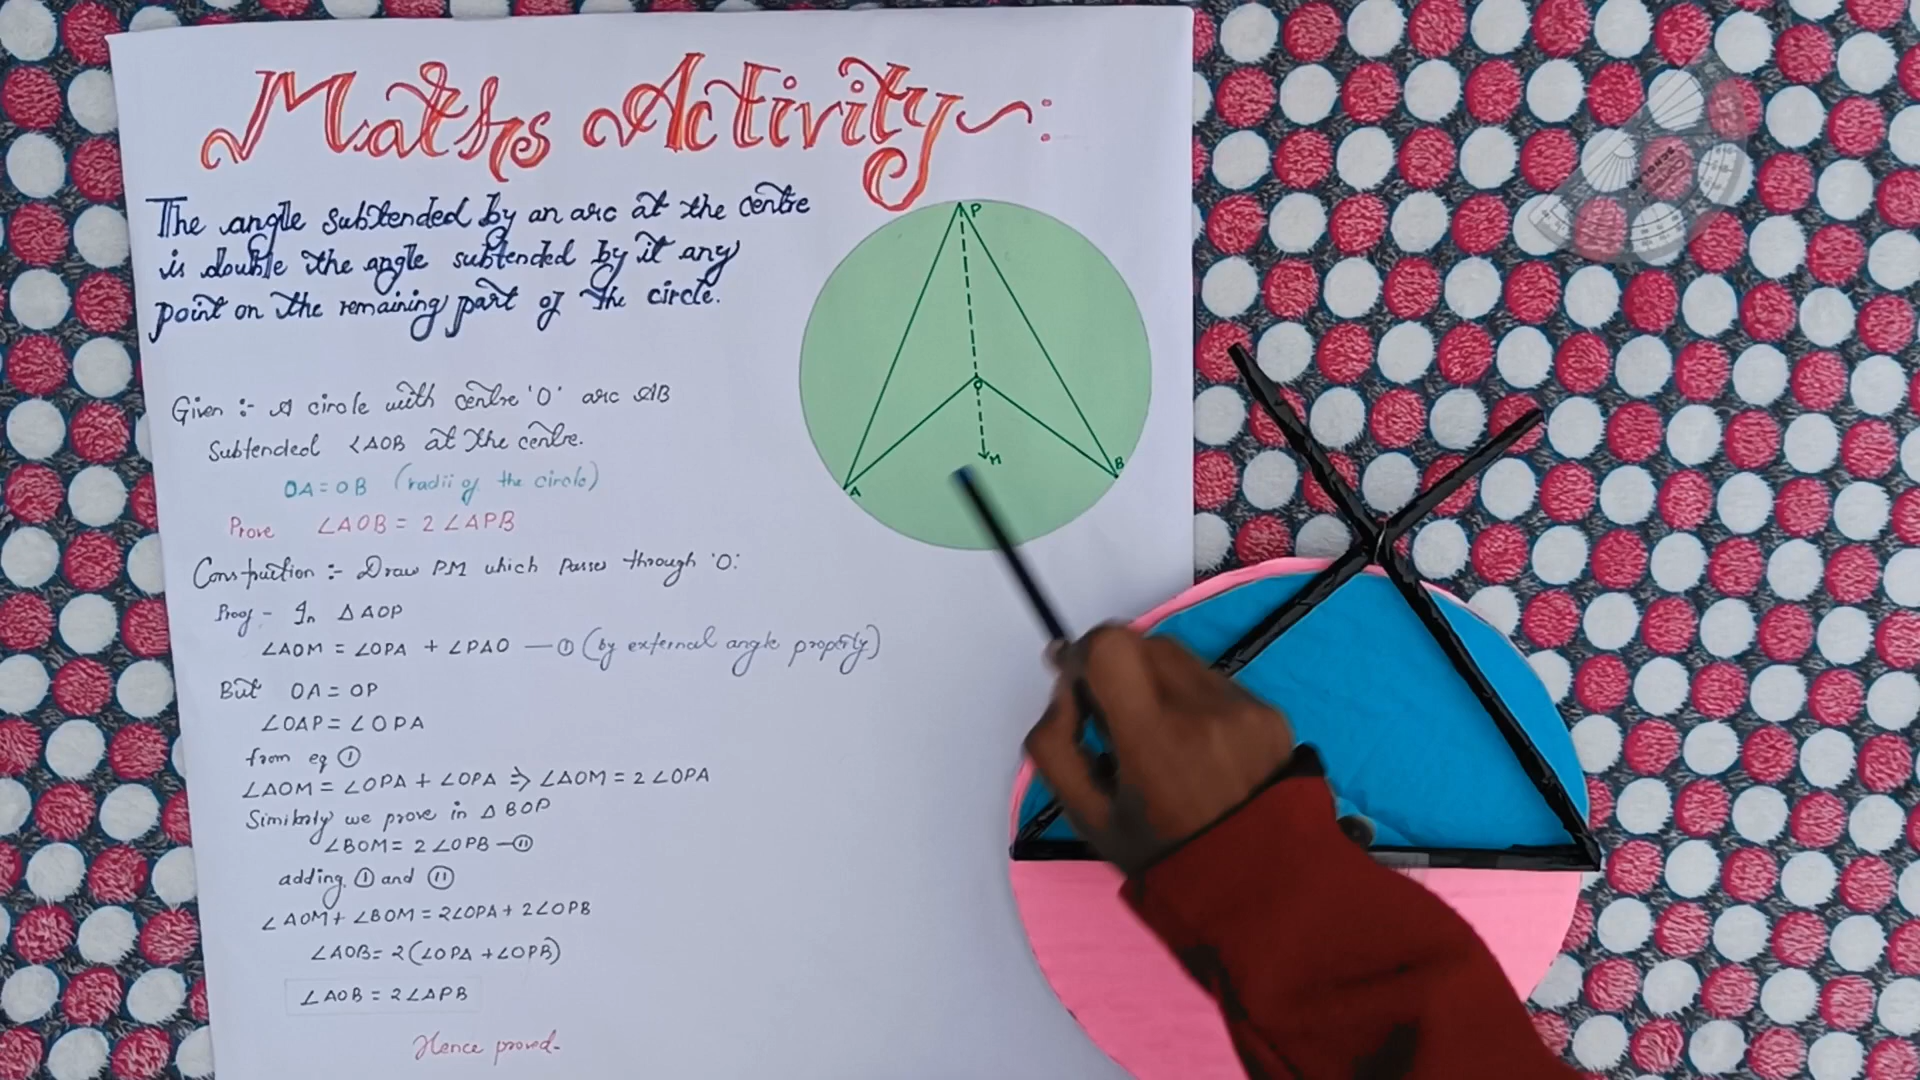 Maths Activity:
The angle subtended by an arc at the centre
is double the angle subtended by it any
point on the remaining part of the circle.
Given :- A circle with centre 'O' arc AB
Subtended ∠AOB at the centre.
OA = OB (radii of the circle)
Prove ∠AOB = 2∠APB
Construction :- Draw PM which Passes through 'O'.
Proof - In △AOP
∠AOM = ∠OPA + ∠PAO — ① (by external angle property)
But OA = OP
∠OAP = ∠OPA
from eq ①
∠AOM = ∠OPA + ∠OPA ⇒ ∠AOM = 2∠OPA
Similarly we prove in △BOP
∠BOM = 2∠OPB — ⑪
adding ① and ⑪
∠AOM + ∠BOM = 2∠OPA + 2∠OPB
∠AOB = 2(∠OPA + ∠OPB)
∠AOB = 2∠APB
Hence proved.
P
O
M
A
B